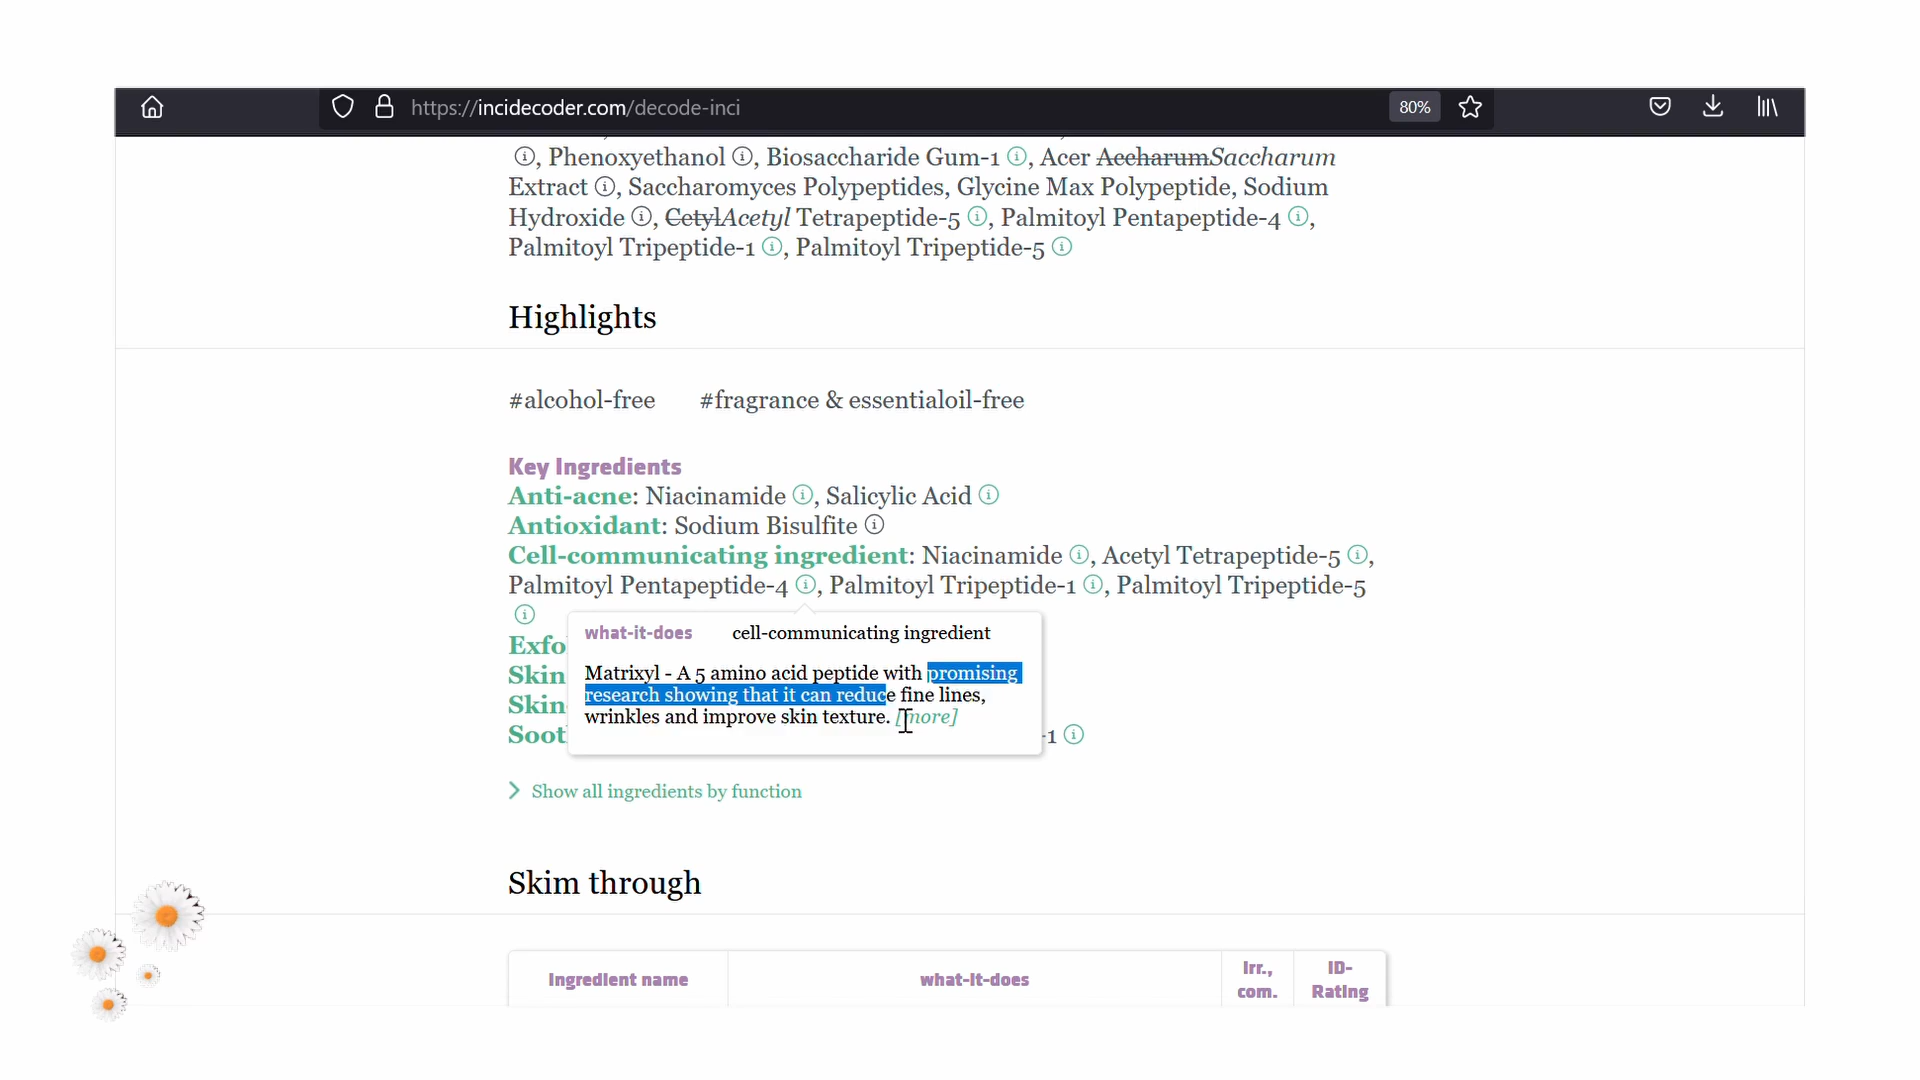 https://incidecoder.com/decode-inci
80%
, Phenoxyethanol, Biosaccharide Gum-1, Acer AccharumSaccharum
Extract, Saccharomyces Polypeptides, Glycine Max Polypeptide, Sodium
Hydroxide, CetylAcetyl Tetrapeptide-5, Palmitoyl Pentapeptide-4,
Palmitoyl Tripeptide-1, Palmitoyl Tripeptide-5
Highlights
#alcohol-free #fragrance & essentialoil-free
Key Ingredients
Anti-acne: Niacinamide, Salicylic Acid
Antioxidant: Sodium Bisulfite
Cell-communicating ingredient: Niacinamide, Acetyl Tetrapeptide-5,
Palmitoyl Pentapeptide-4, Palmitoyl Tripeptide-1, Palmitoyl Tripeptide-5
what-it-does cell-communicating ingredient
Matrixyl - A 5 amino acid peptide with promising
research showing that it can reduce fine lines,
wrinkles and improve skin texture. [more]
Exfo
Skin
Skin-
Soot -1
Show all ingredients by function
Skim through
Ingredient name what-it-does Irr., com. ID-Rating